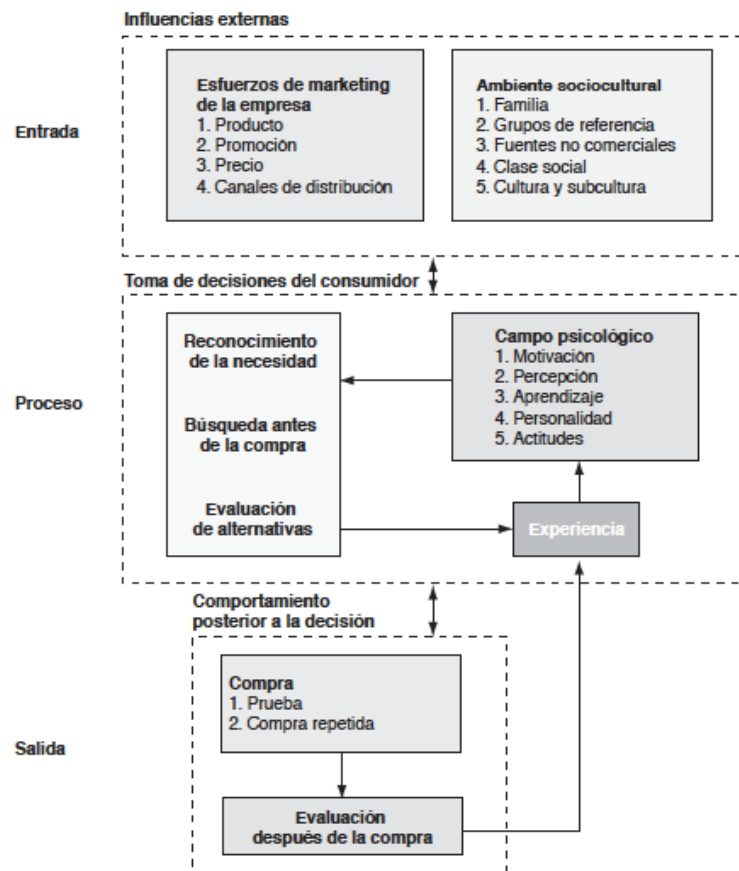 Influencias externas
Entrada
Esfuerzos de marketing
de la empresa
1. Producto
2. Promoción
3. Precio
4. Canales de distribución
Ambiente sociocultural
1. Familia
2. Grupos de referencia
3. Fuentes no comerciales
4. Clase social
5. Cultura y subcultura
Toma de decisiones del consumidor
Proceso
Reconocimiento
de la necesidad
Búsqueda antes
de la compra
Evaluación
de alternativas
Campo psicológico
1. Motivación
2. Percepción
3. Aprendizaje
4. Personalidad
5. Actitudes
Experiencia
Comportamiento
posterior a la decisión
Salida
Compra
1. Prueba
2. Compra repetida
Evaluación
después de la compra